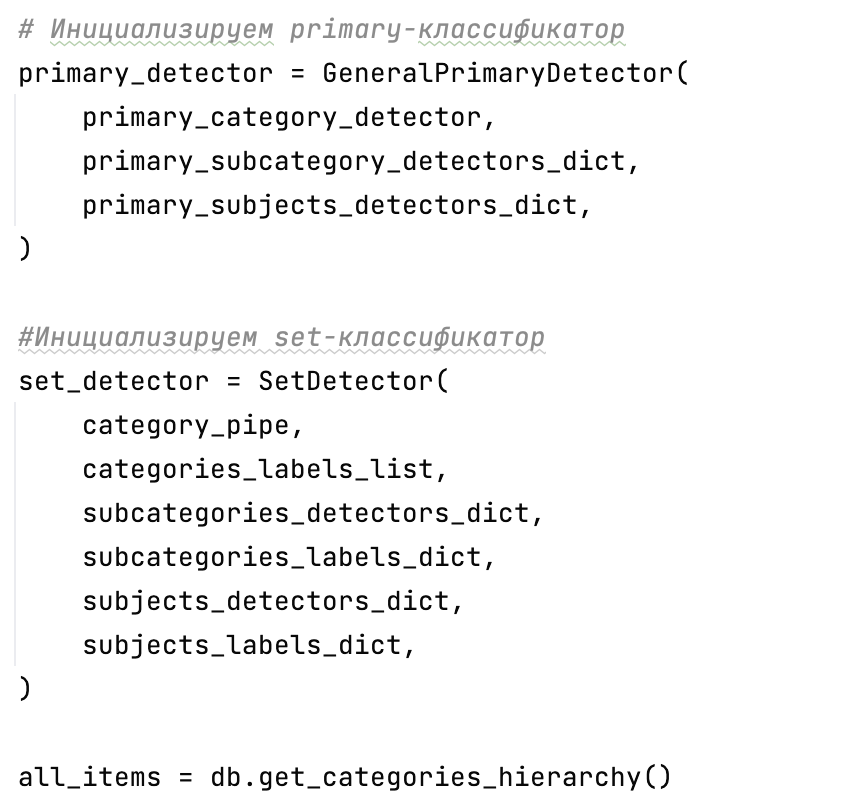 # Инициализируем primary-классификатор
primary_detector = GeneralPrimaryDetector(
    primary_category_detector,
    primary_subcategory_detectors_dict,
    primary_subjects_detectors_dict,
)
#Инициализируем set-классификатор
set_detector = SetDetector(
    category_pipe,
    categories_labels_list,
    subcategories_detectors_dict,
    subcategories_labels_dict,
    subjects_detectors_dict,
    subjects_labels_dict,
)
all_items = db.get_categories_hierarchy()